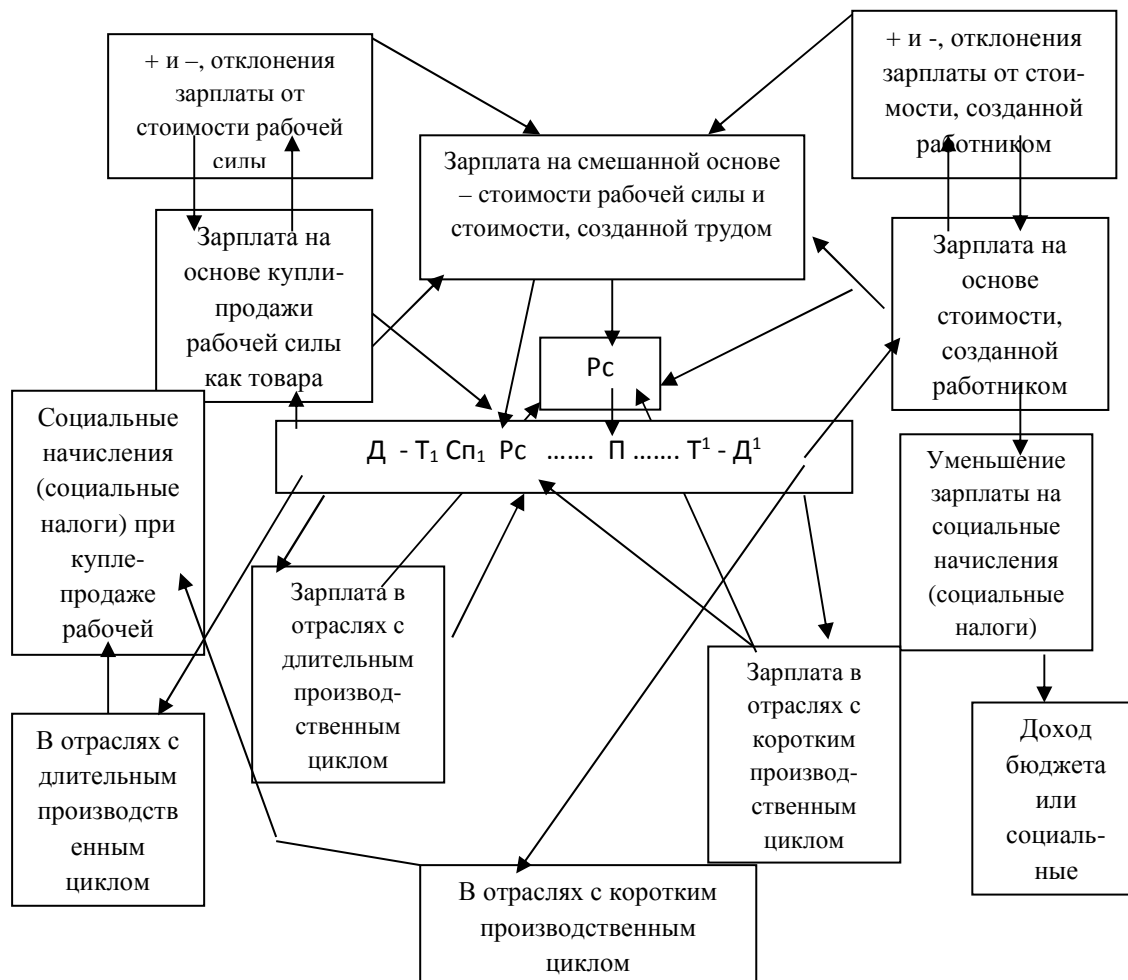 + и –, отклонения
зарплаты от
стоимости рабочей
силы
+ и -, отклонения
зарплаты от стои-
мости, созданной
работником
Зарплата на смешанной основе
– стоимости рабочей силы и
стоимости, созданной трудом
Зарплата на
основе купли-
продажи
рабочей силы
как товара
Зарплата на
основе
стоимости,
созданной
работником
Рс
Д - Т₁ Сп₁ Рс ....... П ....... Т¹ - Д¹
Социальные
начисления
(социальные
налоги) при
купле-
продаже
рабочей
Уменьшение
зарплаты на
социальные
начисления
(социальные
налоги)
Зарплата в
отраслях с
длительным
производ-
ственным
циклом
Зарплата в
отраслях с
коротким
производ-
ственным
циклом
В отраслях с
длительным
производств
енным
циклом
Доход
бюджета
или
социаль-
ные
В отраслях с коротким
производственным
циклом